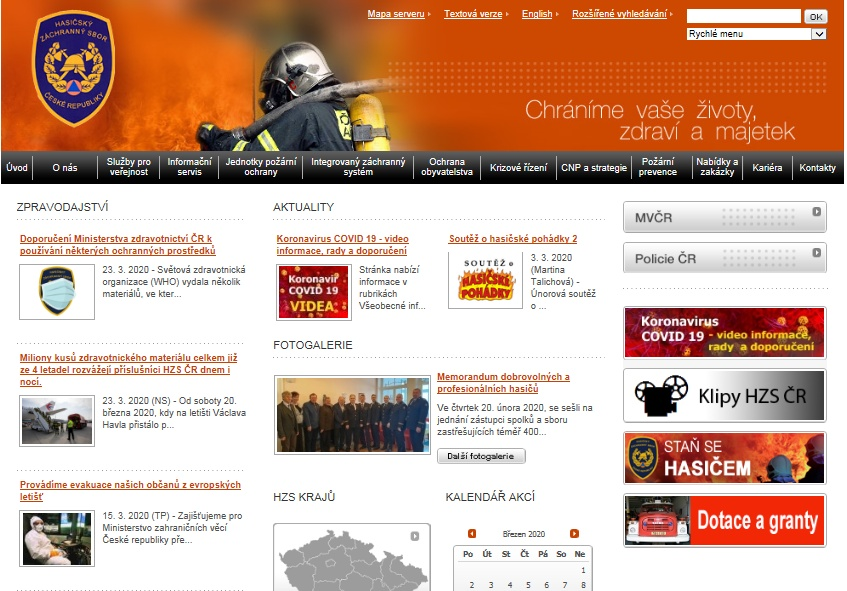 Mapa serveru
Textová verze
English
Rozšířené vyhledávání
OK
Rychlé menu
HASIČSKÝ
ZÁCHRANNÝ SBOR
ČESKÉ REPUBLIKY
Chráníme vaše životy,
zdraví a majetek
Úvod
O nás
Služby pro
veřejnost
Informační
servis
Jednotky požární
ochrany
Integrovaný záchranný
systém
Ochrana
obyvatelstva
Krizové řízení
CNP a strategie
Požární
prevence
Nabídky a
zakázky
Kariéra
Kontakty
ZPRAVODAJSTVÍ
Doporučení Ministerstva zdravotnictví ČR k
používání některých ochranných prostředků
23. 3. 2020 - Světová zdravotnická
organizace (WHO) vydala několik
materiálů, ve kter...
Miliony kusů zdravotnického materiálu celkem již
ze 4 letadel rozvážejí příslušníci HZS ČR dnem i
nocí.
23. 3. 2020 (NS) - Od soboty 20.
března 2020, kdy na letišti Václava
Havla přistálo p...
Provádíme evakuace našich občanů z evropských
letišť
15. 3. 2020 (TP) - Zajišťujeme pro
Ministerstvo zahraničních věcí
České republiky pře...
AKTUALITY
Koronavirus COVID 19 - video
informace, rady a doporučení
Koronavir
COVID 19
VIDEA
Stránka nabízí
informace v
rubrikách
Všeobecné inf...
Soutěž o hasičské pohádky 2
SOUTĚŽ o
HASIČSKÉ
POHÁDKY
3. 3. 2020
(Martina
Talichová) -
Únorová soutěž
o ...
FOTOGALERIE
Memorandum dobrovolných a
profesionálních hasičů
Ve čtvrtek 20. února 2020, se sešli na
jednání zástupci spolků a sboru
zastřešujících téměř 400...
Další fotogalerie
HZS KRAJŮ
KALENDÁŘ AKCÍ
Březen 2020
Po Út St Čt Pá So Ne
1
2 3 4 5 6 7 8
MVČR
Policie ČR
Koronavirus
COVID 19 - video informace,
rady a doporučení
Klipy HZS ČR
STAŇ SE
HASIČEM
Dotace a granty